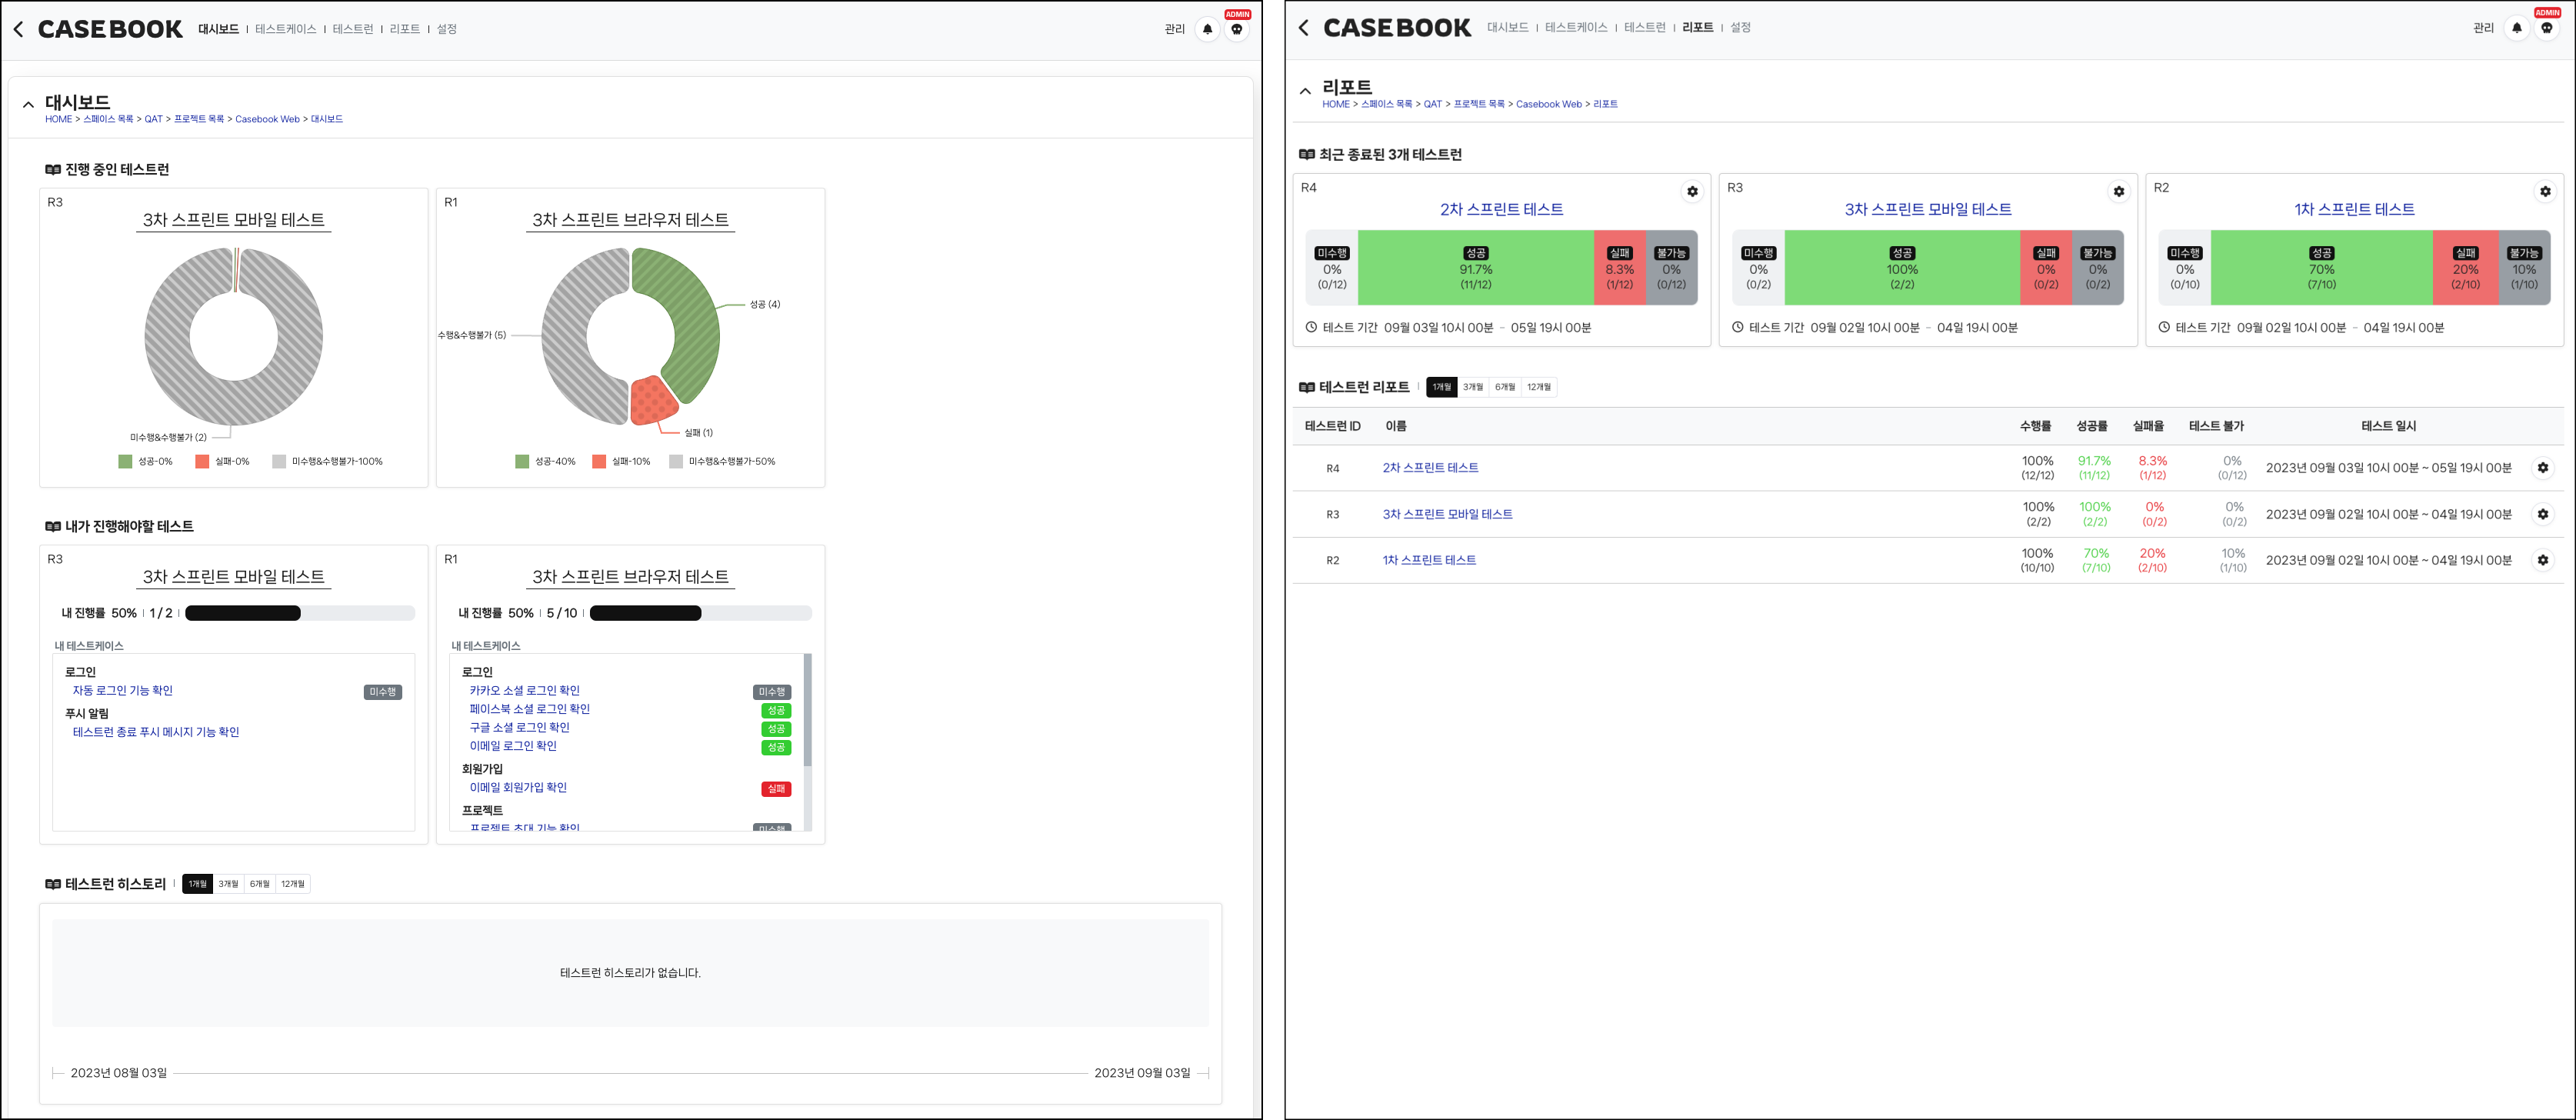 CASEBOOK 대시보드 | 테스트케이스 | 테스트런 | 리포트 | 설정 관리 ADMIN
대시보드
HOME > 스페이스 목록 > QAT > 프로젝트 목록 > Casebook Web > 대시보드
진행 중인 테스트런
R3
3차 스프린트 모바일 테스트
미수행&수행불가 (2)
성공-0% 실패-0% 미수행&수행불가-100%
R1
3차 스프린트 브라우저 테스트
성공 (4)
수행&수행불가 (5)
실패 (1)
성공-40% 실패-10% 미수행&수행불가-50%
내가 진행해야할 테스트
R3
3차 스프린트 모바일 테스트
내 진행률 50% | 1 / 2 |
내 테스트케이스
로그인
자동 로그인 기능 확인 미수행
푸시 알림
테스트런 종료 푸시 메시지 기능 확인
R1
3차 스프린트 브라우저 테스트
내 진행률 50% | 5 / 10 |
내 테스트케이스
로그인
카카오 소셜 로그인 확인 미수행
페이스북 소셜 로그인 확인 성공
구글 소셜 로그인 확인 성공
이메일 로그인 확인 성공
회원가입
이메일 회원가입 확인 실패
프로젝트
프로젝트 초대 기능 확인 미수행
테스트런 히스토리 | 1개월 3개월 6개월 12개월
테스트런 히스토리가 없습니다.
2023년 08월 03일 2023년 09월 03일
CASEBOOK 대시보드 | 테스트케이스 | 테스트런 | 리포트 | 설정 관리 ADMIN
리포트
HOME > 스페이스 목록 > QAT > 프로젝트 목록 > Casebook Web > 리포트
최근 종료된 3개 테스트런
R4
2차 스프린트 테스트
미수행 성공 실패 불가능
0% 91.7% 8.3% 0%
(0/12) (11/12) (1/12) (0/12)
테스트 기간 09월 03일 10시 00분 - 05일 19시 00분
R3
3차 스프린트 모바일 테스트
미수행 성공 실패 불가능
0% 100% 0% 0%
(0/2) (2/2) (0/2) (0/2)
테스트 기간 09월 02일 10시 00분 - 04일 19시 00분
R2
1차 스프린트 테스트
미수행 성공 실패 불가능
0% 70% 20% 10%
(0/10) (7/10) (2/10) (1/10)
테스트 기간 09월 02일 10시 00분 - 04일 19시 00분
테스트런 리포트 | 1개월 3개월 6개월 12개월
테스트런 ID 이름 수행률 성공률 실패율 테스트 불가 테스트 일시
R4 2차 스프린트 테스트 100% 91.7% 8.3% 0% 2023년 09월 03일 10시 00분 ~ 05일 19시 00분
(12/12) (11/12) (1/12) (0/12)
R3 3차 스프린트 모바일 테스트 100% 100% 0% 0% 2023년 09월 02일 10시 00분 ~ 04일 19시 00분
(2/2) (2/2) (0/2) (0/2)
R2 1차 스프린트 테스트 100% 70% 20% 10% 2023년 09월 02일 10시 00분 ~ 04일 19시 00분
(10/10) (7/10) (2/10) (1/10)